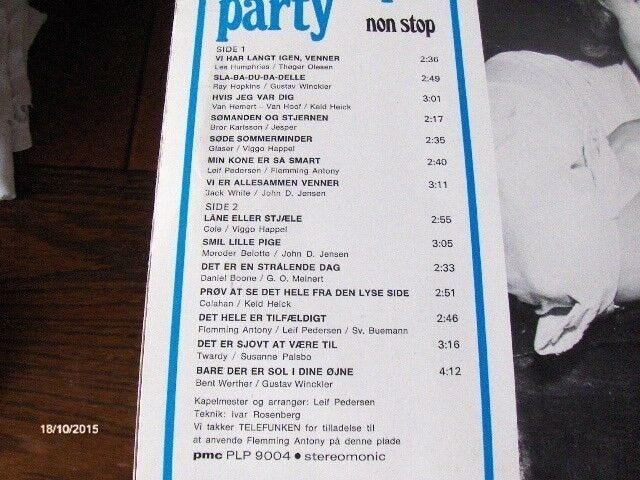 party
non stop
SIDE 1
VI HAR LANGT IGEN, VENNER 2:36
Les Humphries / Thøger Olesen
SLA-BA-DU-BA-DELLE 2:49
Ray Hopkins / Gustav Winckler
HVIS JEG VAR DIG 3:01
Van Hemert - Van Hoof / Keld Heick
SØMANDEN OG STJERNEN 2:17
Bror Karlsson / Jesper
SØDE SOMMERMINDER 2:35
Glaser / Viggo Happel
MIN KONE ER SÅ SMART 2:40
Leif Pedersen / Flemming Antony
VI ER ALLESAMMEN VENNER 3:11
Jack White / John D. Jensen
SIDE 2
LÅNE ELLER STJÆLE 2:55
Cole / Viggo Happel
SMIL LILLE PIGE 3:05
Moroder Belotte / John D. Jensen
DET ER EN STRÅLENDE DAG 2:33
Daniel Boone / G. O. Meinert
PRØV AT SE DET HELE FRA DEN LYSE SIDE 2:51
Colahan / Keld Heick
DET HELE ER TILFÆLDIGT 2:46
Flemming Antony / Leif Pedersen / Sv. Buemann
DET ER SJOVT AT VÆRE TIL 3:16
Twardy / Susanne Palsbo
BARE DER ER SOL I DINE ØJNE 4:12
Bent Werther / Gustav Winckler
Kapelmester og arrangør: Leif Pedersen
Teknik: Ivar Rosenberg
Vi takker TELEFUNKEN for tilladelse til
at anvende Flemming Antony på denne plade
pmc PLP 9004 • stereomonic
18/10/2015